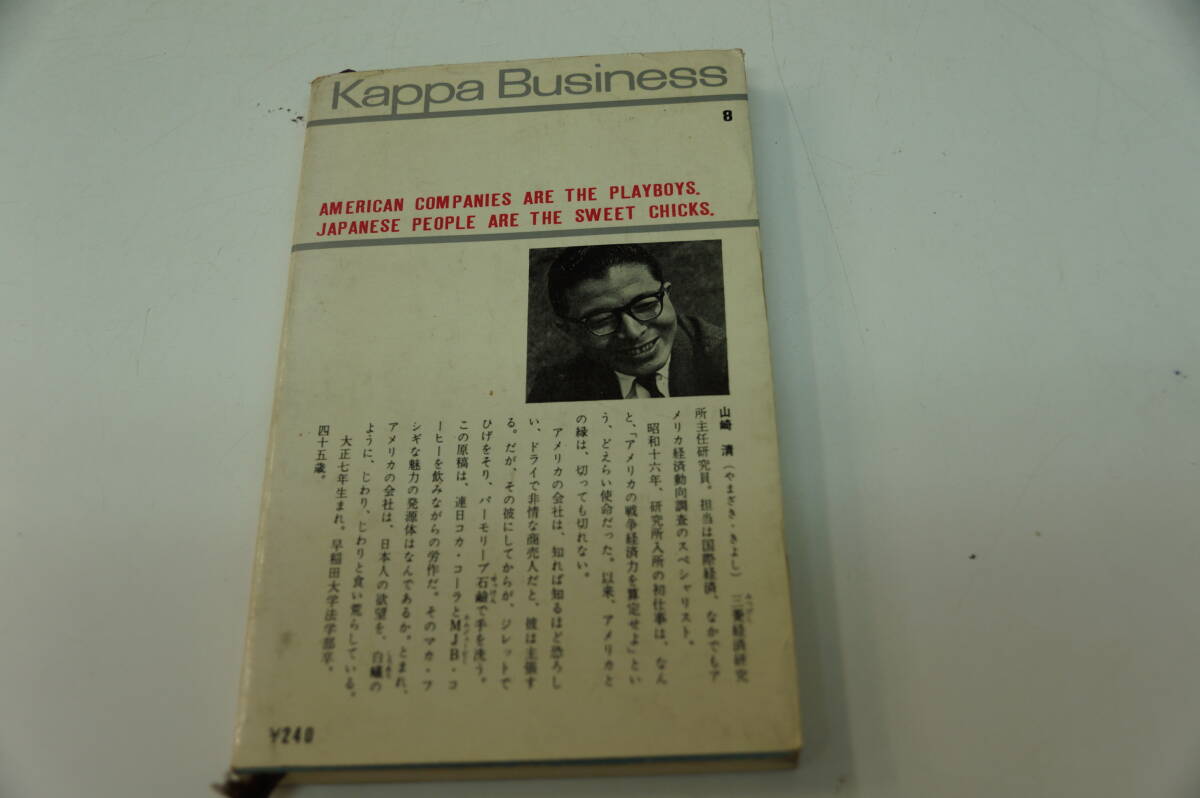 Kappa Business
8
AMERICAN COMPANIES ARE THE PLAYBOYS.
JAPANESE PEOPLE ARE THE SWEET CHICKS.
山崎 清（やまざき・きよし） 三菱経済研究
所主任研究員。担当は国際経済、なかでもア
メリカ経済動向調査のスペシャリスト。
昭和十六年、研究所入所の初仕事は、なん
と、「アメリカの戦争経済力を算定せよ」とい
う、どえらい使命だった。以来、アメリカと
の縁は、切っても切れない。
アメリカの会社は、知れば知るほど恐ろし
い、ドライで非情な商売人だと、彼は主張す
る。だが、その彼にしてからが、ジレットで
ひげをそり、パーモリーブ石鹼で手を洗う。
この原稿は、連日コカ・コーラとMJB・コ
ーヒーを飲みながらの労作だ。そのマカ・フ
シギな魅力の発源体はなんであるか。とまれ、
アメリカの会社は、日本人の欲望を、白蟻の
ように、じわり、じわりと食い荒らしている。
大正七年生まれ。早稲田大学法学部卒。
四十五歳。
¥240